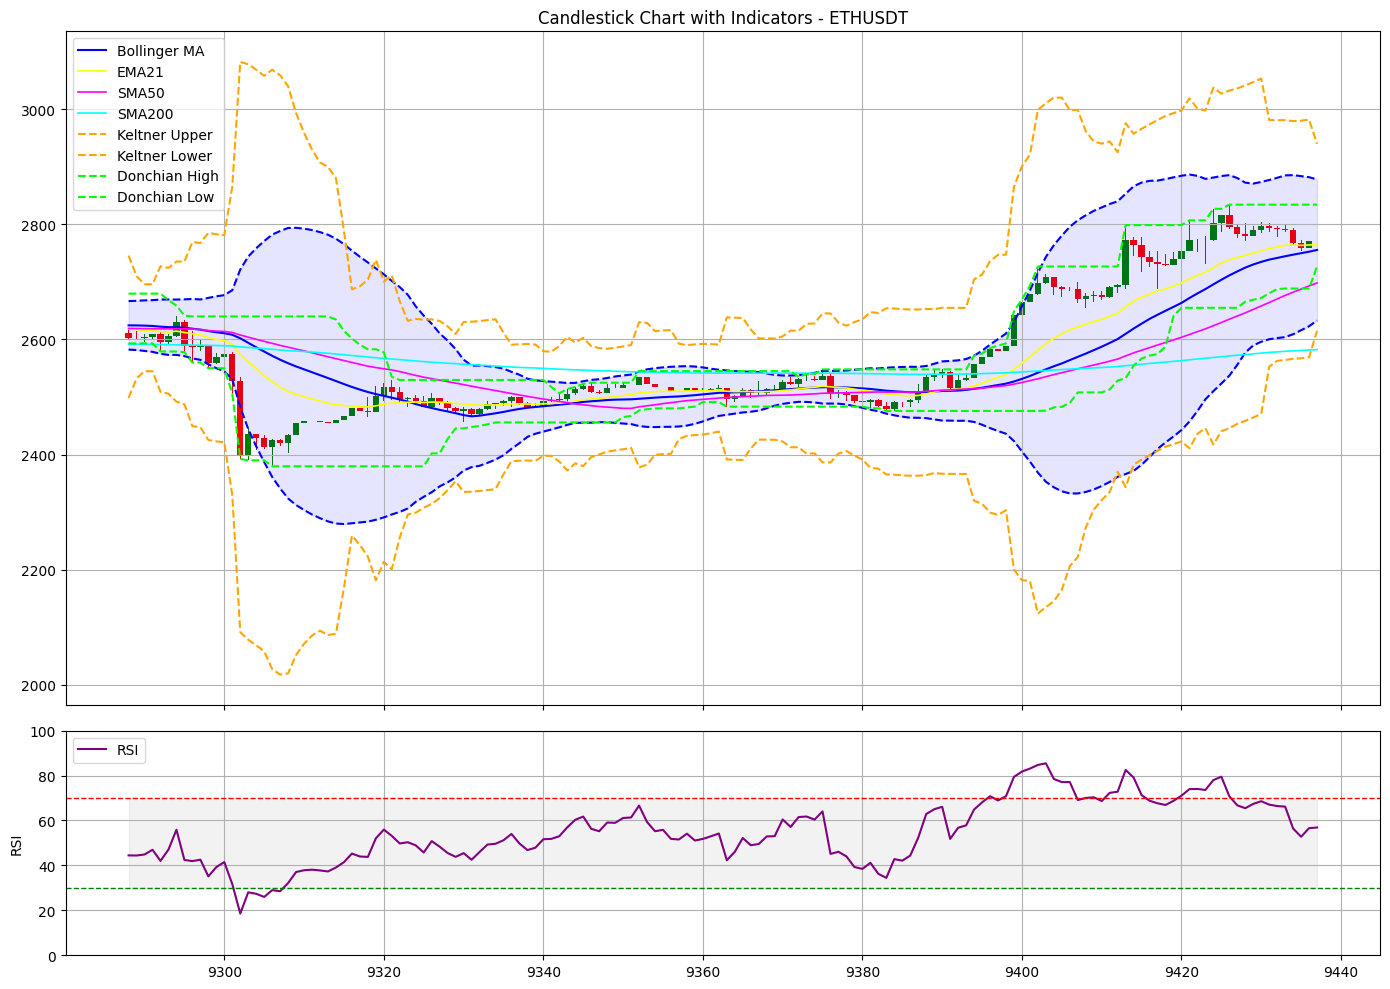 Candlestick Chart with Indicators - ETHUSDT
Bollinger MA
EMA21
SMA50
SMA200
Keltner Upper
Keltner Lower
Donchian High
Donchian Low
3000
2800
2600
2400
2200
2000
RSI
100
80
60
40
20
0
RSI
9300
9320
9340
9360
9380
9400
9420
9440